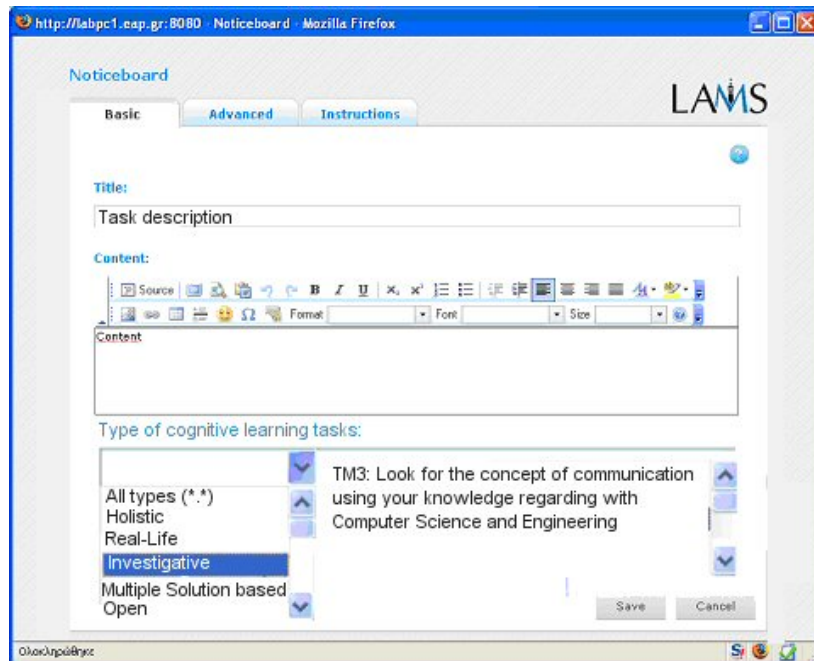 http://labpc1.eap.gr:8080 - Noticeboard - Mozilla Firefox
Noticeboard
LAMS
Basic Advanced Instructions
Title:
Task description
Content:
Source B I U
Format Font Size
Content
Type of cognitive learning tasks:
All types (*.*)
Holistic
Real-Life
Investigative
Multiple Solution based
Open
TM3: Look for the concept of communication
using your knowledge regarding with
Computer Science and Engineering
Save Cancel
Ολοκληρώθηκε